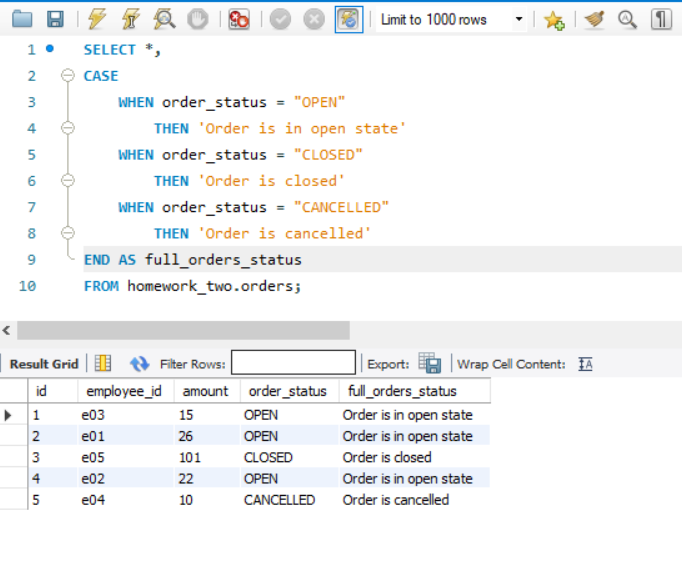 Limit to 1000 rows
1 SELECT *,
2 CASE
3 WHEN order_status = "OPEN"
4 THEN 'Order is in open state'
5 WHEN order_status = "CLOSED"
6 THEN 'Order is closed'
7 WHEN order_status = "CANCELLED"
8 THEN 'Order is cancelled'
9 END AS full_orders_status
10 FROM homework_two.orders;
Result Grid Filter Rows: Export: Wrap Cell Content:
id employee_id amount order_status full_orders_status
1 e03 15 OPEN Order is in open state
2 e01 26 OPEN Order is in open state
3 e05 101 CLOSED Order is closed
4 e02 22 OPEN Order is in open state
5 e04 10 CANCELLED Order is cancelled